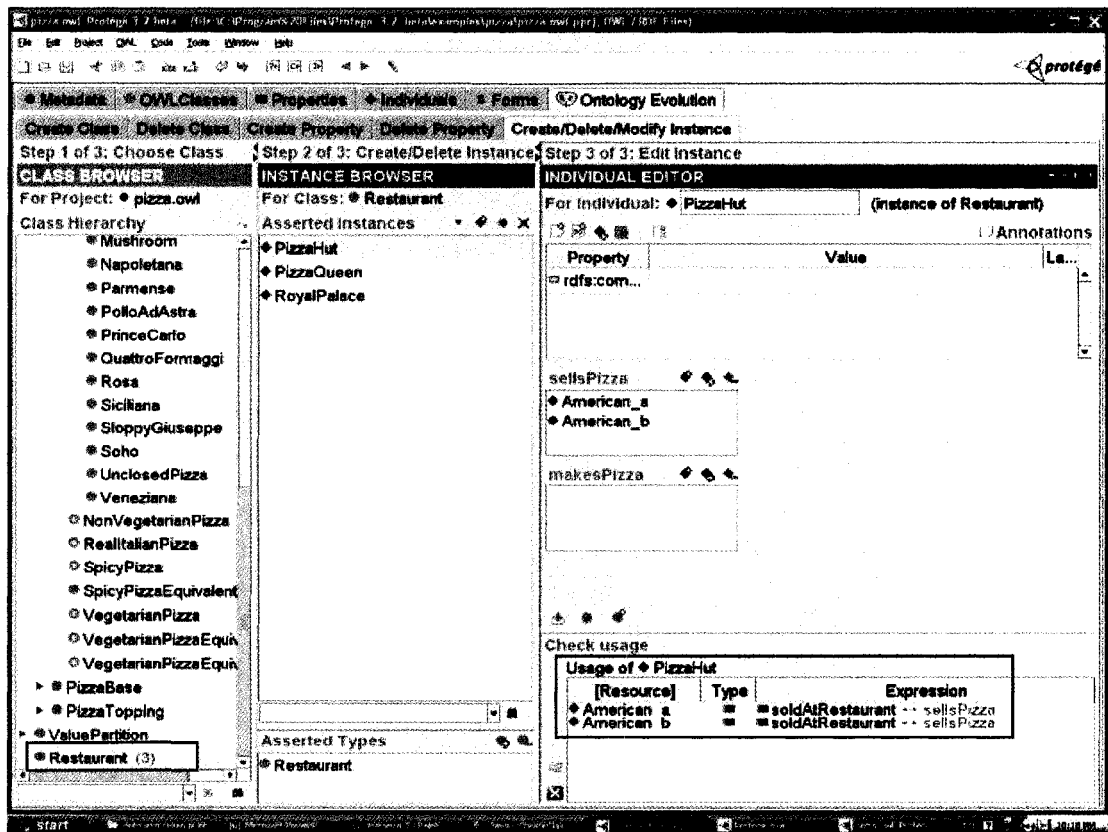 pizza.owl Protégé 3.2 beta
File Edit Project OWL Code Tools Window Help
protégé
Metadata OWLClasses Properties Individuals Forms Ontology Evolution
Create Class Delete Class Create Property Delete Property Create/Delete/Modify Instance
Step 1 of 3: Choose Class
CLASS BROWSER
For Project: pizza.owl
Class Hierarchy
Mushroom
Napoletana
Parmense
PolloAdAstra
PrinceCarlo
QuattroFormaggi
Rosa
Siciliana
SloppyGiuseppe
Soho
UnclosedPizza
Veneziana
NonVegetarianPizza
RealItalianPizza
SpicyPizza
SpicyPizzaEquivalent
VegetarianPizza
VegetarianPizzaEquiv
VegetarianPizzaEquiv
PizzaBase
PizzaTopping
ValuePartition
Restaurant (3)
Step 2 of 3: Create/Delete Instance
INSTANCE BROWSER
For Class: Restaurant
Asserted Instances
PizzaHut
PizzaQueen
RoyalPalace
Asserted Types
Restaurant
Step 3 of 3: Edit Instance
INDIVIDUAL EDITOR
For Individual: PizzaHut (instance of Restaurant)
Annotations
Property Value La...
rdfs:com...
sellsPizza
American_a
American_b
makesPizza
Check usage
Usage of PizzaHut
[Resource] Type Expression
American_a soldAtRestaurant ↔ sellsPizza
American_b soldAtRestaurant ↔ sellsPizza
start